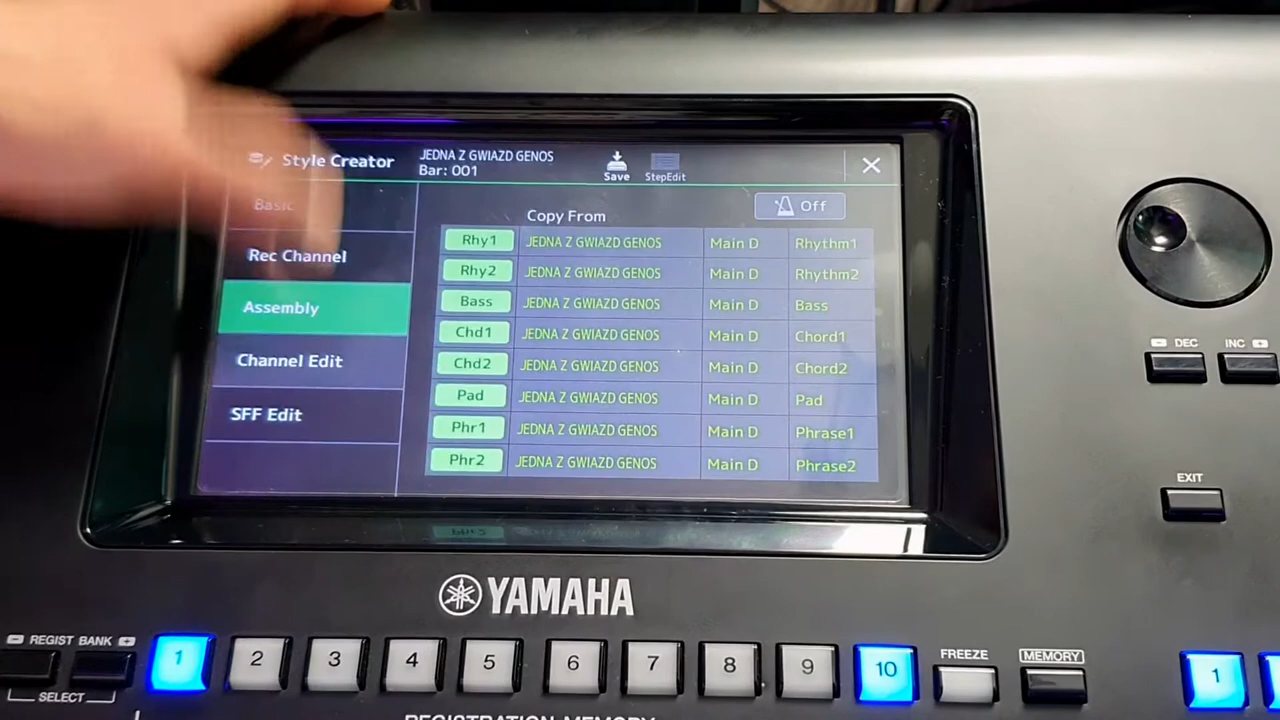 Style Creator
JEDNA Z GWIAZD GENOS
Bar: 001
Save
StepEdit
Basic
Rec Channel
Assembly
Channel Edit
SFF Edit
Copy From
Off
Rhy1 JEDNA Z GWIAZD GENOS Main D Rhythm1
Rhy2 JEDNA Z GWIAZD GENOS Main D Rhythm2
Bass JEDNA Z GWIAZD GENOS Main D Bass
Chd1 JEDNA Z GWIAZD GENOS Main D Chord1
Chd2 JEDNA Z GWIAZD GENOS Main D Chord2
Pad JEDNA Z GWIAZD GENOS Main D Pad
Phr1 JEDNA Z GWIAZD GENOS Main D Phrase1
Phr2 JEDNA Z GWIAZD GENOS Main D Phrase2
DEC INC
EXIT
YAMAHA
REGIST BANK
SELECT
1 2 3 4 5 6 7 8 9 10
FREEZE
MEMORY
1
REGISTRATION MEMORY